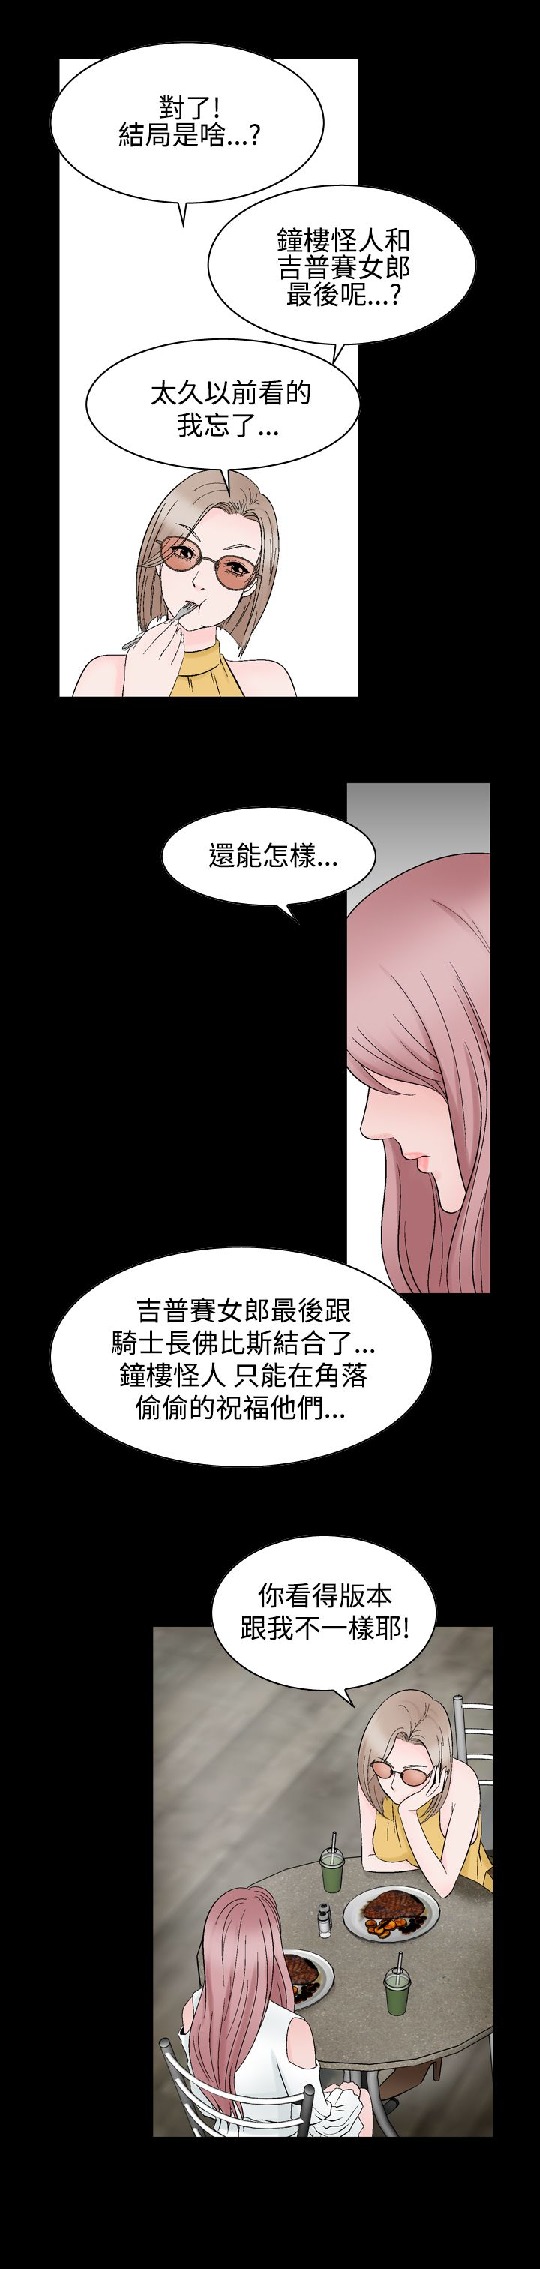 對了!
結局是啥...?
鐘樓怪人和
吉普賽女郎
最後呢...?
太久以前看的
我忘了...
還能怎樣...
吉普賽女郎最後跟
騎士長佛比斯結合了...
鐘樓怪人 只能在角落
偷偷的祝福他們...
你看得版本
跟我不一樣耶!